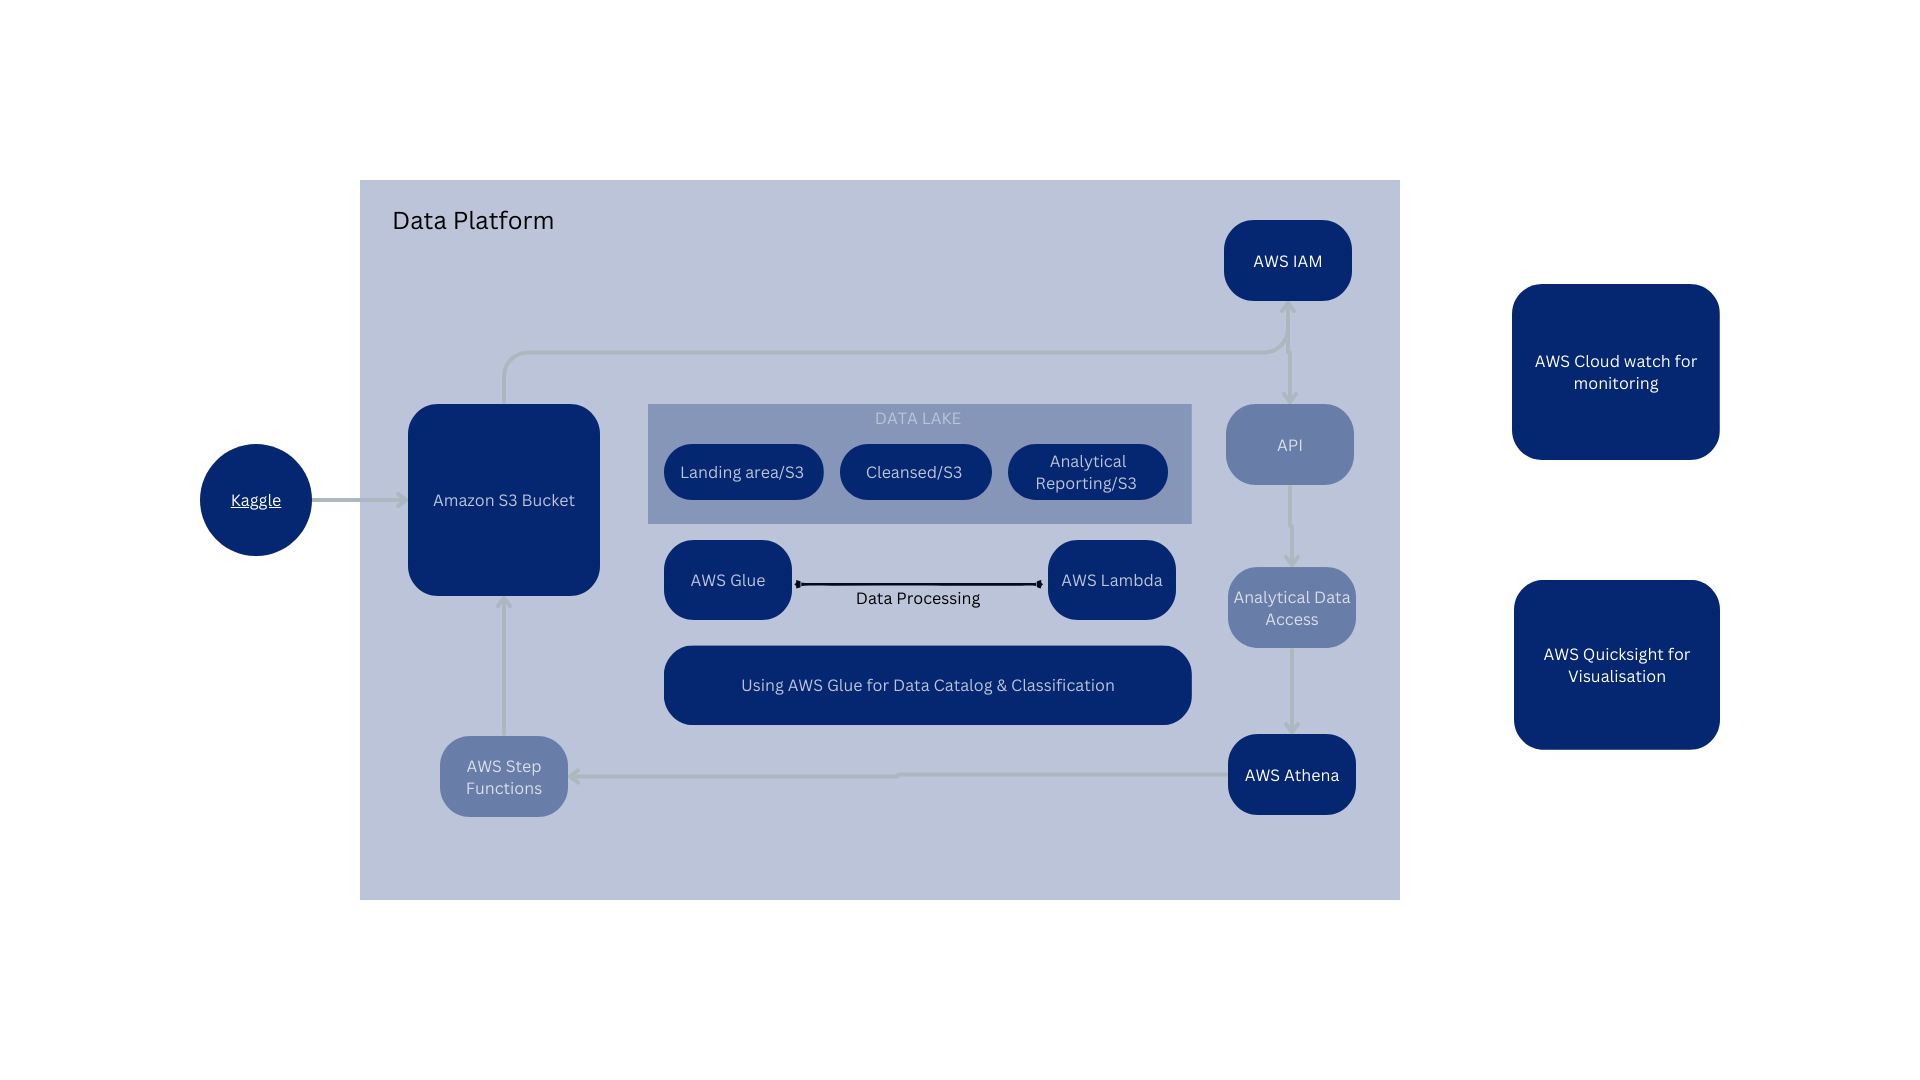 Data Platform
AWS IAM
AWS Cloud watch for
monitoring
Kaggle
Amazon S3 Bucket
DATA LAKE
Landing area/S3
Cleansed/S3
Analytical
Reporting/S3
API
AWS Glue
Data Processing
AWS Lambda
Analytical Data
Access
Using AWS Glue for Data Catalog & Classification
AWS Quicksight for
Visualisation
AWS Step
Functions
AWS Athena